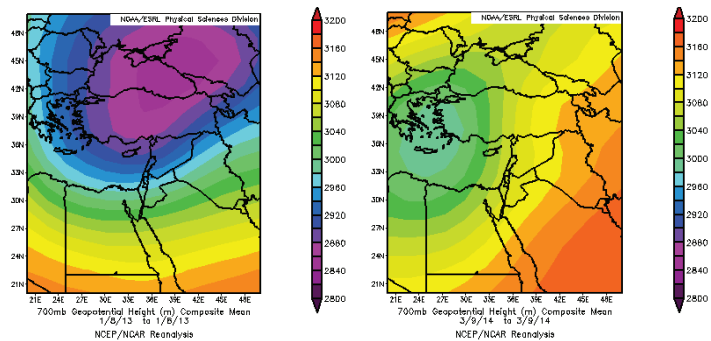 NOAA/ESRL Physical Sciences Division
48N
45N
42N
39N
36N
33N
30N
27N
24N
21N
21E 24E 27E 30E 33E 36E 39E 42E 45E 48E
700mb Geopotential Height (m) Composite Mean
1/8/13 to 1/8/13
NCEP/NCAR Reanalysis
3200
3160
3120
3080
3040
3000
2960
2920
2880
2840
2800
NOAA/ESRL Physical Sciences Division
48N
45N
42N
39N
36N
33N
30N
27N
24N
21N
21E 24E 27E 30E 33E 36E 39E 42E 45E 48E
700mb Geopotential Height (m) Composite Mean
3/9/14 to 3/9/14
NCEP/NCAR Reanalysis
3200
3160
3120
3080
3040
3000
2960
2920
2880
2840
2800